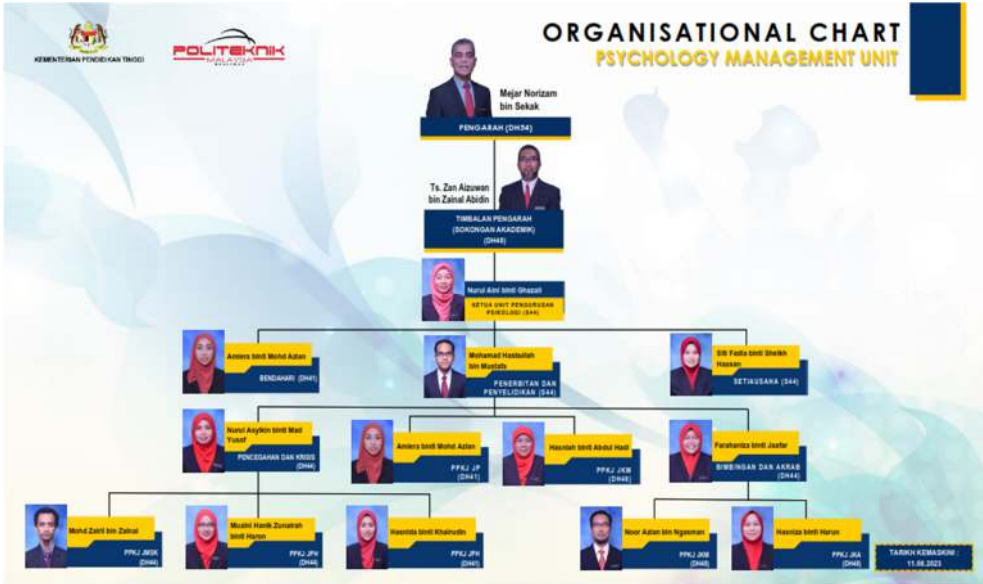 ORGANISATIONAL CHART
PSYCHOLOGY MANAGEMENT UNIT
KEMENTERIAN PENDIDIKAN TINGGI
POLITEKNIK
MALAYSIA
Mejar Norizam
bin Sekak
PENGARAH (DH54)
Ts. Zan Aizuwan
bin Zainal Abidin
TIMBALAN PENGARAH
(SOKONGAN AKADEMIK)
(DH48)
Nurul Aini binti Ghazali
KETUA UNIT PENGURUSAN
PSIKOLOGI (S44)
Amiera binti Mohd Azlan
BENDAHARI (DH41)
Mohamad Hasbullah
bin Mustafa
PENERBITAN DAN
PENYELIDIKAN (S44)
Siti Fadla binti Sheikh
Hassan
SETIAUSAHA (S44)
Nurul Asyikin binti Mad
Yusof
PENCEGAHAN DAN KRISIS
(DH44)
Amiera binti Mohd Azlan
PPKJ JP
(DH41)
Hasniah binti Abdul Hadi
PPKJ JKM
(DH48)
Farahaniza binti Jaafar
BIMBINGAN DAN AKRAB
(DH44)
Mohd Zairil bin Zainal
PPKJ JMSK
(DH44)
Muaini Hanik Zunairah
binti Haron
PPKJ JPH
(DH44)
Hasnida binti Khairudin
PPKJ JPH
(DH41)
Noor Azlan bin Ngasman
PPKJ JKM
(DH48)
Hasniza binti Harun
PPKJ JKA
(DH48)
TARIKH KEMASKINI :
11.08.2023